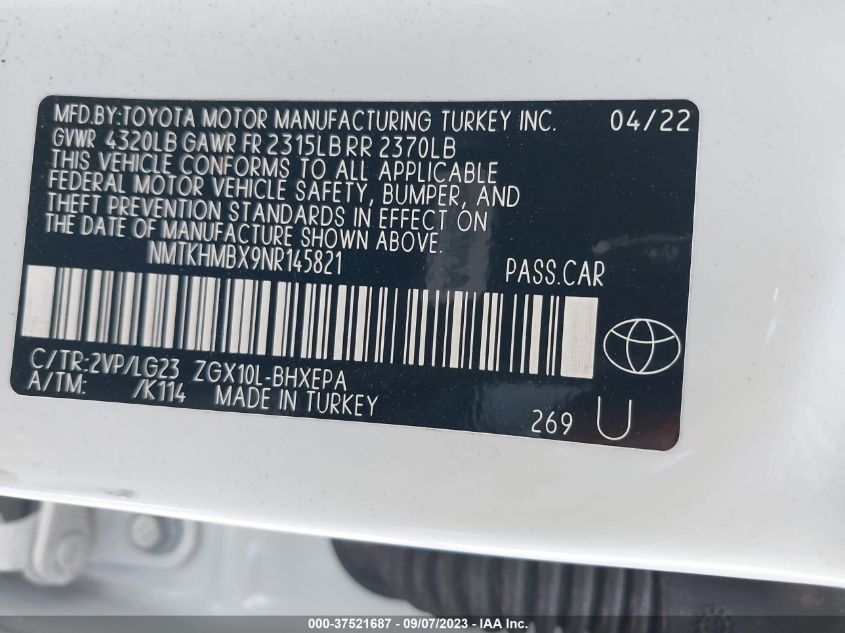 MFD.BY:TOYOTA MOTOR MANUFACTURING TURKEY INC. 04/22
GVWR 4320LB GAWR FR 2315LB RR 2370LB
THIS VEHICLE CONFORMS TO ALL APPLICABLE
FEDERAL MOTOR VEHICLE SAFETY, BUMPER, AND
THEFT PREVENTION STANDARDS IN EFFECT ON
THE DATE OF MANUFACTURE SHOWN ABOVE.
NMTKHMBX9NR145821 PASS.CAR
C/TR:2VP/LG23 ZGX10L-BHXEPA
A/TM: /K114 MADE IN TURKEY
269 U
000-37521687 - 09/07/2023 - IAA Inc.